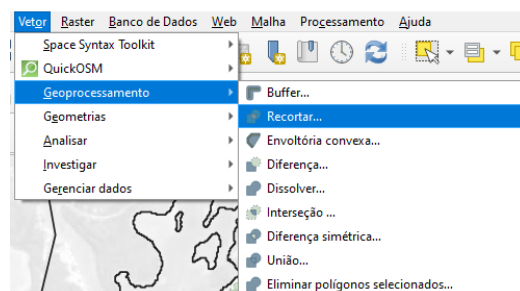 Vetor Raster Banco de Dados Web Malha Processamento Ajuda
Space Syntax Toolkit
QuickOSM
Geoprocessamento
Geometrias
Analisar
Investigar
Gerenciar dados
Buffer...
Recortar...
Envoltória convexa...
Diferença...
Dissolver...
Interseção ...
Diferença simétrica...
União...
Eliminar polígonos selecionados...